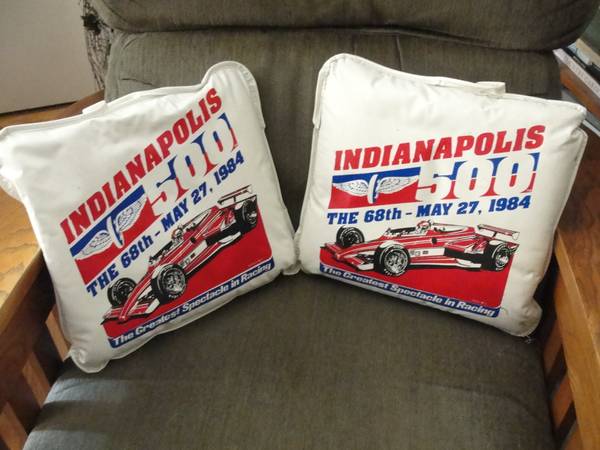 INDIANAPOLIS
500
THE 68th - MAY 27, 1984
The Greatest Spectacle in Racing
INDIANAPOLIS
500
THE 68th - MAY 27, 1984
The Greatest Spectacle in Racing